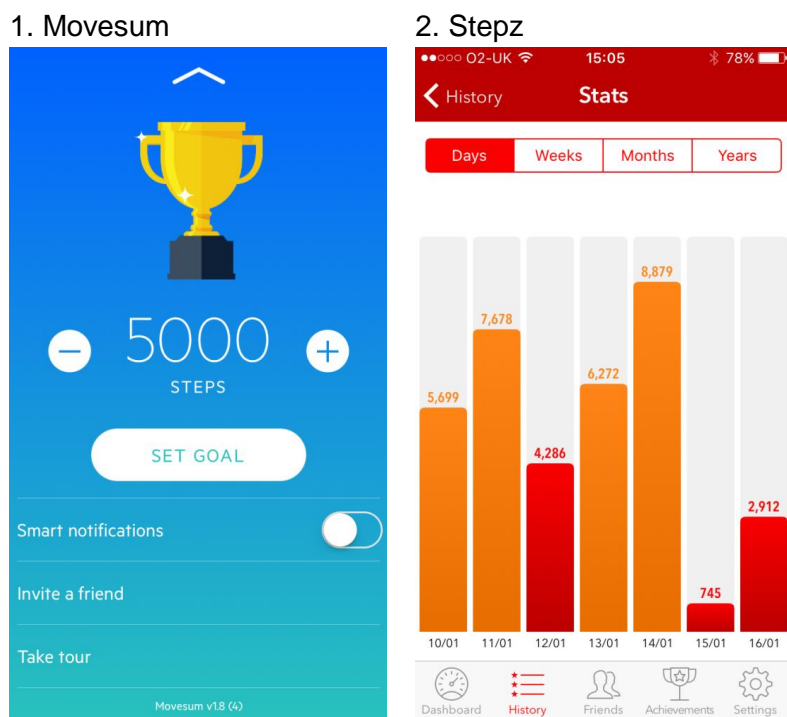 1. Movesum
5000
STEPS
SET GOAL
Smart notifications
Invite a friend
Take tour
Movesum v1.8 (4)
2. Stepz
O2-UK 15:05 78%
History Stats
Days Weeks Months Years
8,879
7,678
6,272
5,699
4,286
2,912
745
10/01 11/01 12/01 13/01 14/01 15/01 16/01
Dashboard History Friends Achievements Settings